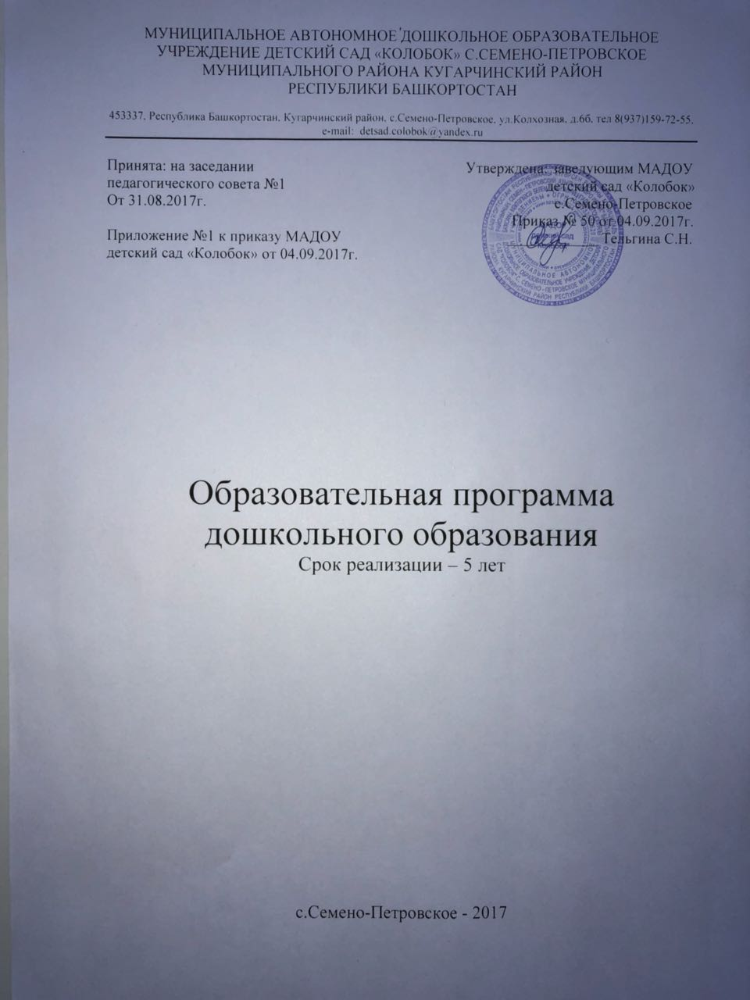 МУНИЦИПАЛЬНОЕ АВТОНОМНОЕ ДОШКОЛЬНОЕ ОБРАЗОВАТЕЛЬНОЕ
УЧРЕЖДЕНИЕ ДЕТСКИЙ САД «КОЛОБОК» С.СЕМЕНО-ПЕТРОВСКОЕ
МУНИЦИПАЛЬНОГО РАЙОНА КУГАРЧИНСКИЙ РАЙОН
РЕСПУБЛИКИ БАШКОРТОСТАН
453337, Республика Башкортостан, Кугарчинский район, с.Семено-Петровское, ул.Колхозная, д.6б, тел 8(937)159-72-55,
e-mail: detsad.colobok@yandex.ru
Принята: на заседании
педагогического совета №1
От 31.08.2017г.
Приложение №1 к приказу МАДОУ
детский сад «Колобок» от 04.09.2017г.
Утверждена: заведующим МАДОУ
детский сад «Колобок»
с.Семено-Петровское
Приказ № 50 от 04.09.2017г.
Тельгина С.Н.
Образовательная программа
дошкольного образования
Срок реализации – 5 лет
с.Семено-Петровское - 2017